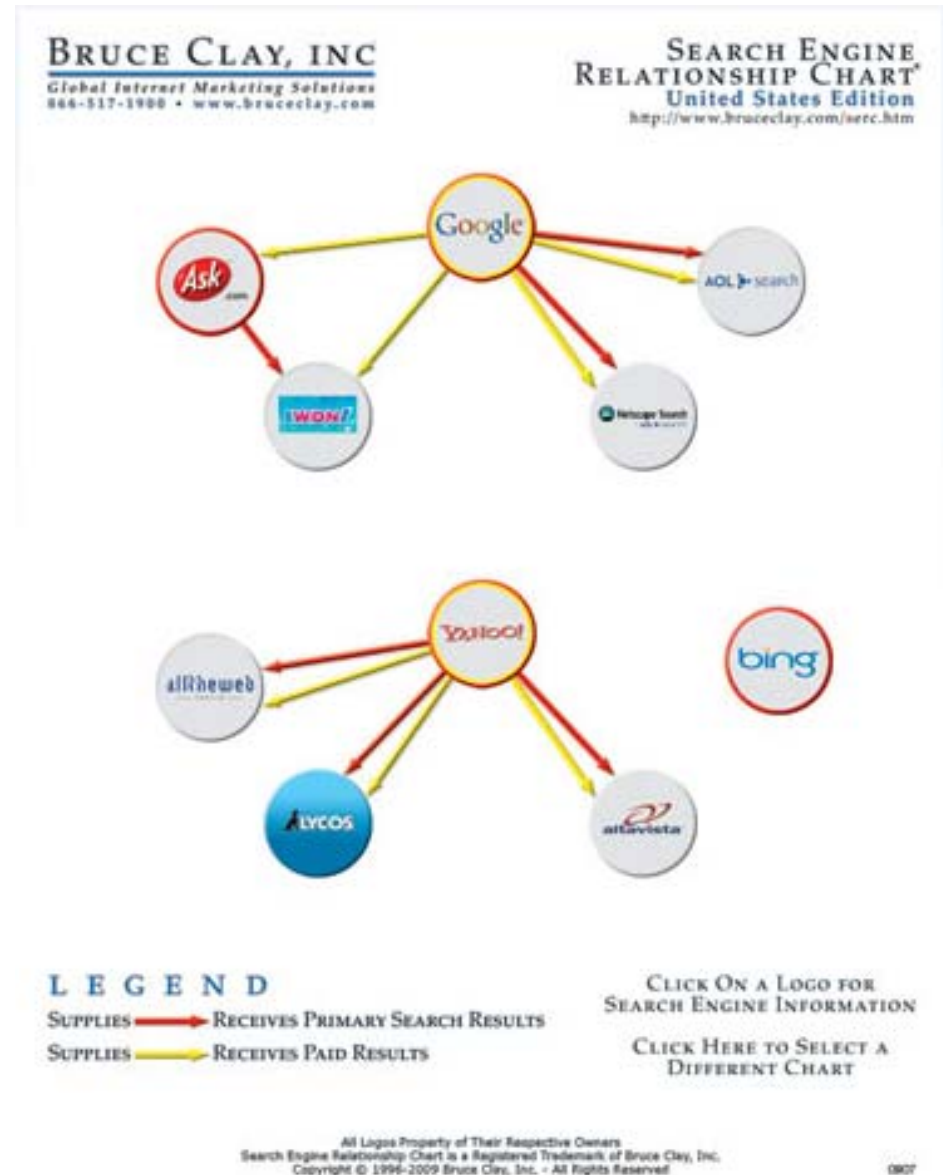 BRUCE CLAY, INC
Global Internet Marketing Solutions
866-517-1900 • www.bruceclay.com
SEARCH ENGINE
RELATIONSHIP CHART®
United States Edition
http://www.bruceclay.com/serc.htm
Google
Ask
.com
AOL search
iWON!
Netscape Search
YAHOO!
alltheweb
bing
LYCOS
altavista
LEGEND
SUPPLIES RECEIVES PRIMARY SEARCH RESULTS
SUPPLIES RECEIVES PAID RESULTS
CLICK ON A LOGO FOR
SEARCH ENGINE INFORMATION
CLICK HERE TO SELECT A
DIFFERENT CHART
All Logos Property of Their Respective Owners
Search Engine Relationship Chart is a Registered Trademark of Bruce Clay, Inc.
Copyright © 1996-2009 Bruce Clay, Inc. - All Rights Reserved
0907